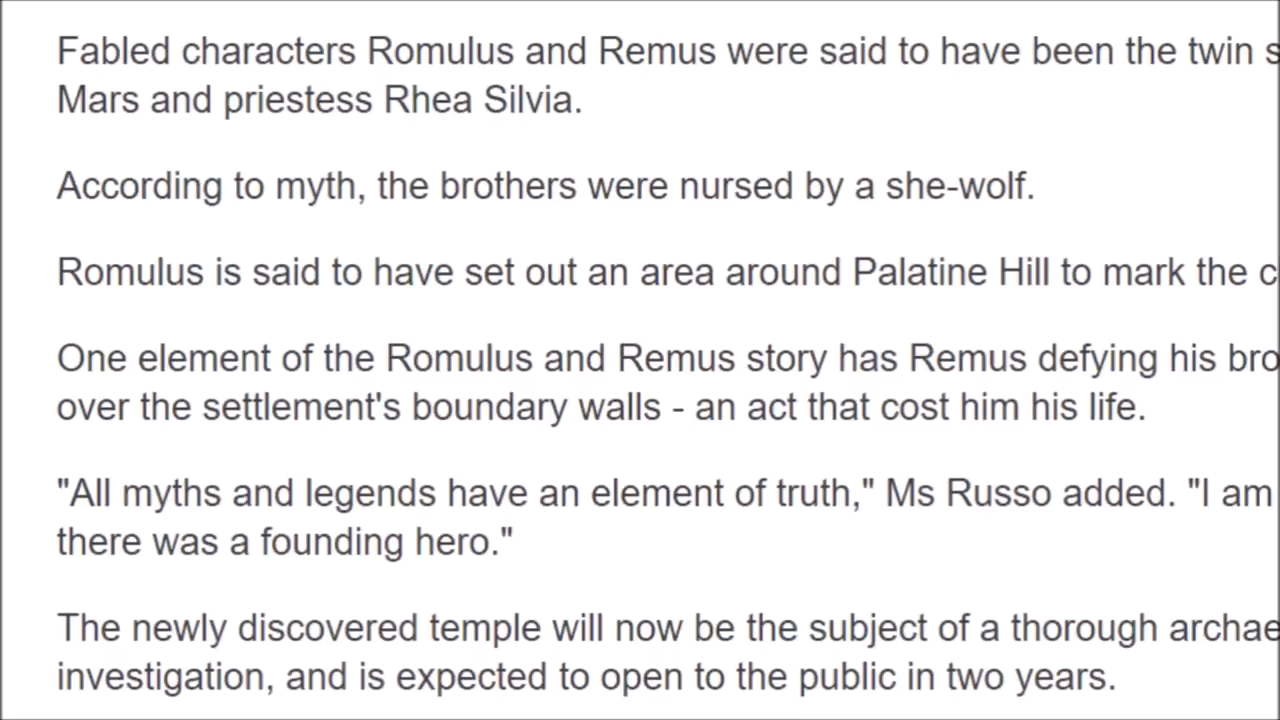 Fabled characters Romulus and Remus were said to have been the twin
Mars and priestess Rhea Silvia.
According to myth, the brothers were nursed by a she-wolf.
Romulus is said to have set out an area around Palatine Hill to mark the
One element of the Romulus and Remus story has Remus defying his
over the settlement's boundary walls - an act that cost him his life.
"All myths and legends have an element of truth," Ms Russo added. "I am
there was a founding hero."
The newly discovered temple will now be the subject of a thorough
investigation, and is expected to open to the public in two years.